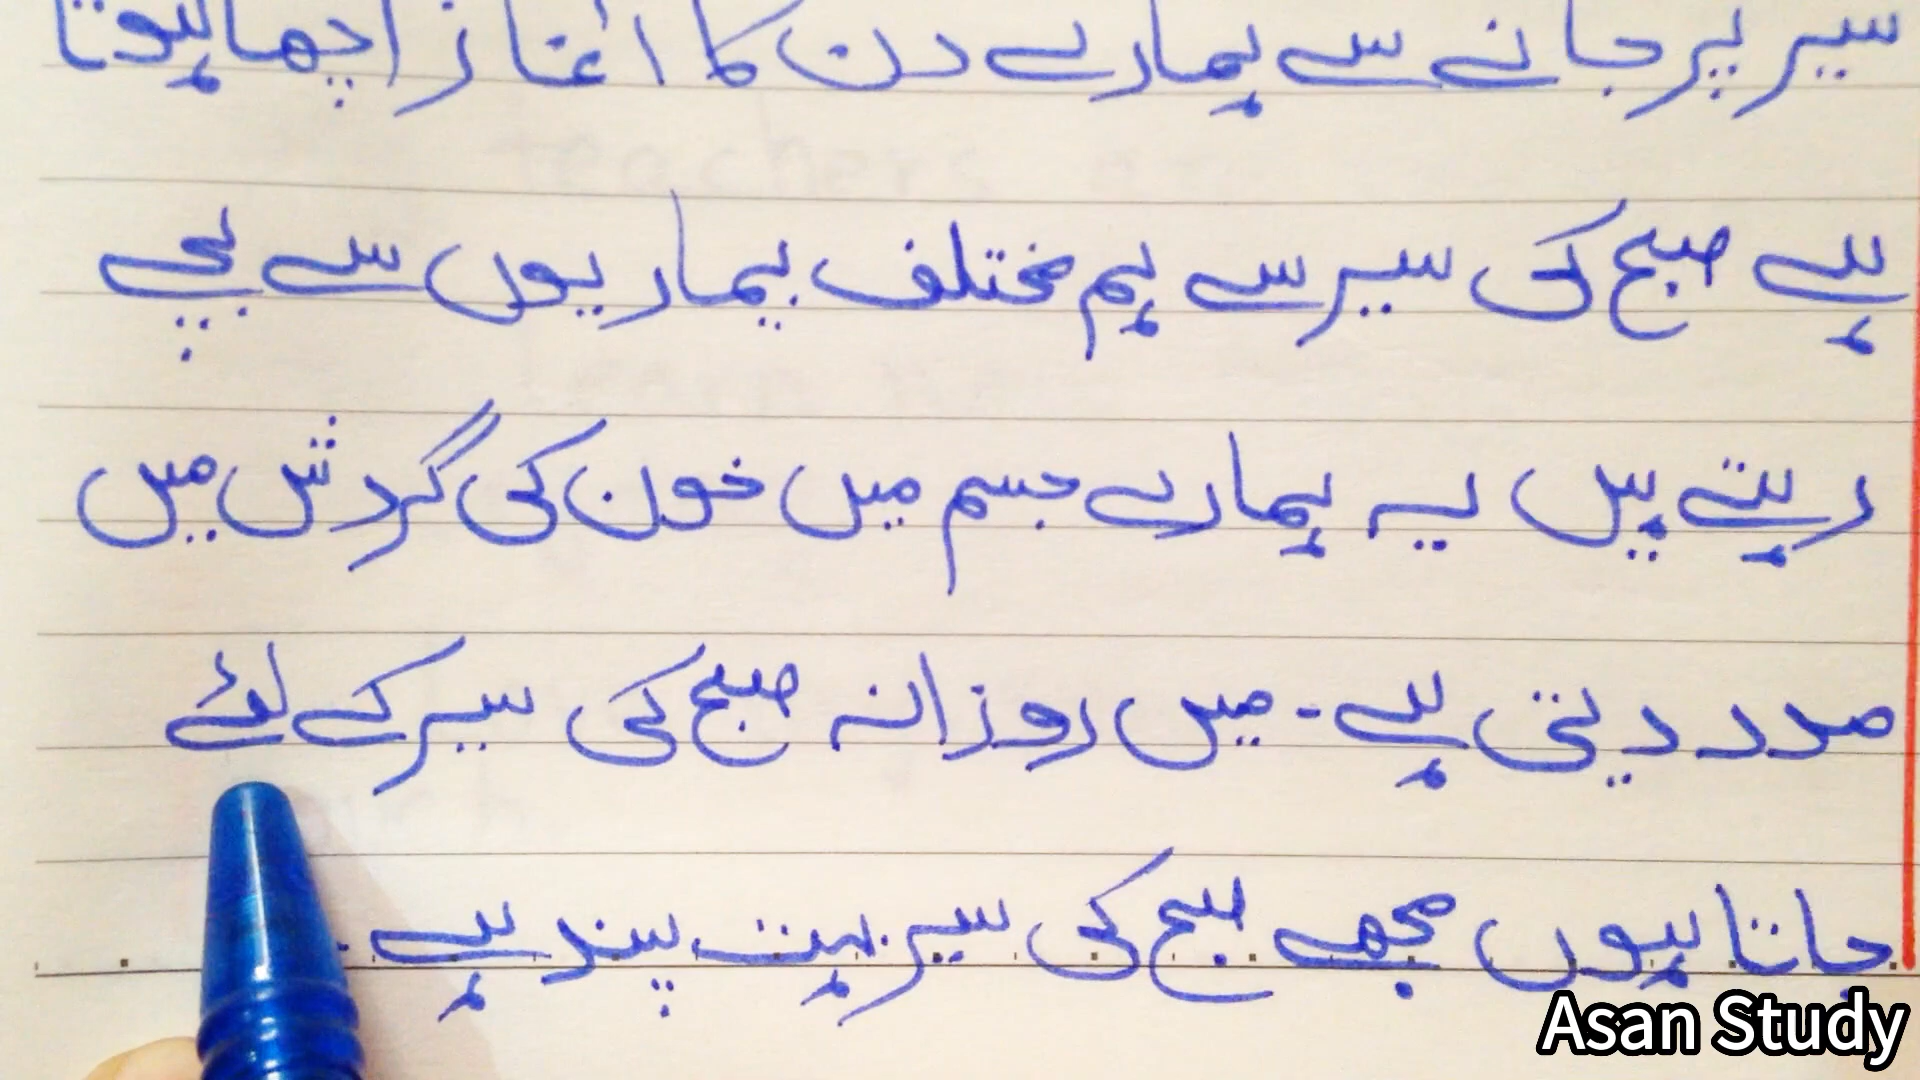 سیر پر جانے سے ہمارے دن کا آغاز اچھا ہوتا
ہے صبح کی سیر سے ہم مختلف بیماریوں سے بچے
رہتے ہیں یہ ہمارے جسم میں خون کی گردش میں
مدد دیتی ہے۔ میں روزانہ صبح کی سیر کے لئے
جاتا ہوں مجھے صبح کی سیر بہت پسند ہے۔
Asan Study